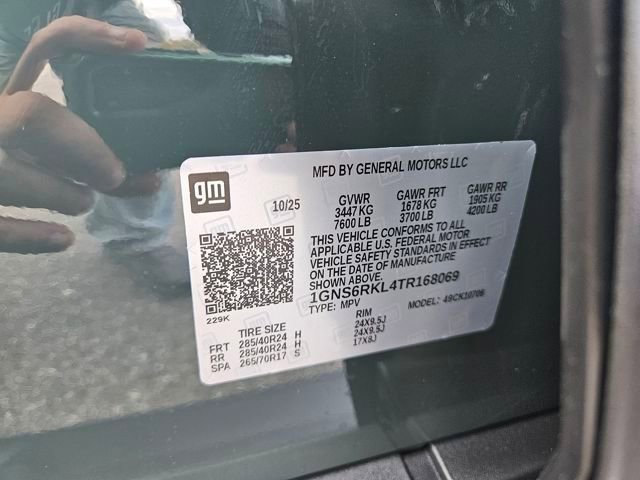 gm
MFD BY GENERAL MOTORS LLC
10/25
GVWR
3447 KG
7600 LB
GAWR FRT
1678 KG
3700 LB
GAWR RR
1905 KG
4200 LB
THIS VEHICLE CONFORMS TO ALL
APPLICABLE U.S. FEDERAL MOTOR
VEHICLE SAFETY STANDARDS IN EFFECT
ON THE DATE OF MANUFACTURE
SHOWN ABOVE.
1GNS6RKL4TR168069
TYPE: MPV MODEL: 49CK10706
229K
TIRE SIZE RIM
FRT 285/40R24 H 24X9.5J
RR 285/40R24 H 24X9.5J
SPA 265/70R17 S 17X8J